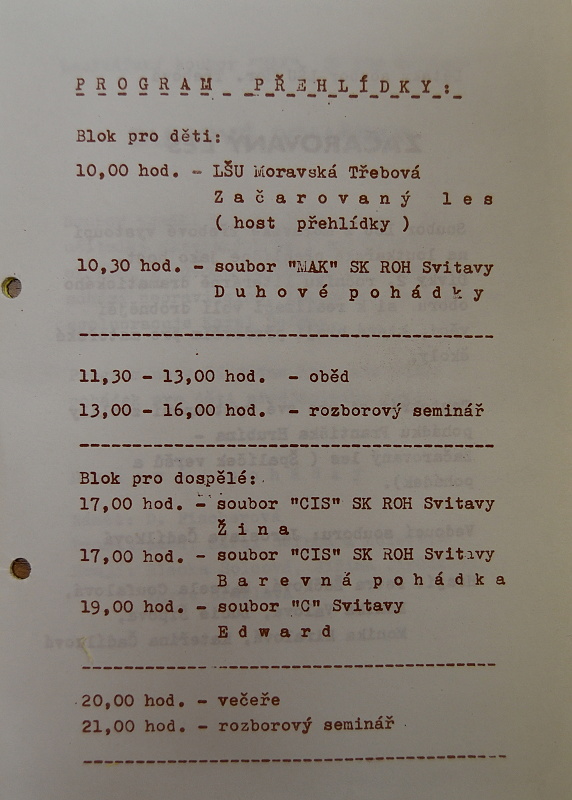 P R O G R A M   P Ř E H L Í D K Y :
Blok pro děti:
10,00 hod. - LŠU Moravská Třebová
Z a č a r o v a n ý   l e s
( host přehlídky )
10,30 hod. - soubor "MAK" SK ROH Svitavy
D u h o v é   p o h á d k y
11,30 - 13,00 hod. - oběd
13,00 - 16,00 hod. - rozborový seminář
Blok pro dospělé:
17,00 hod. - soubor "CIS" SK ROH Svitavy
Ž i n a
17,00 hod. - soubor "CIS" SK ROH Svitavy
B a r e v n á   p o h á d k a
19,00 hod. - soubor "C" Svitavy
E d w a r d
20,00 hod. - večeře
21,00 hod. - rozborový seminář